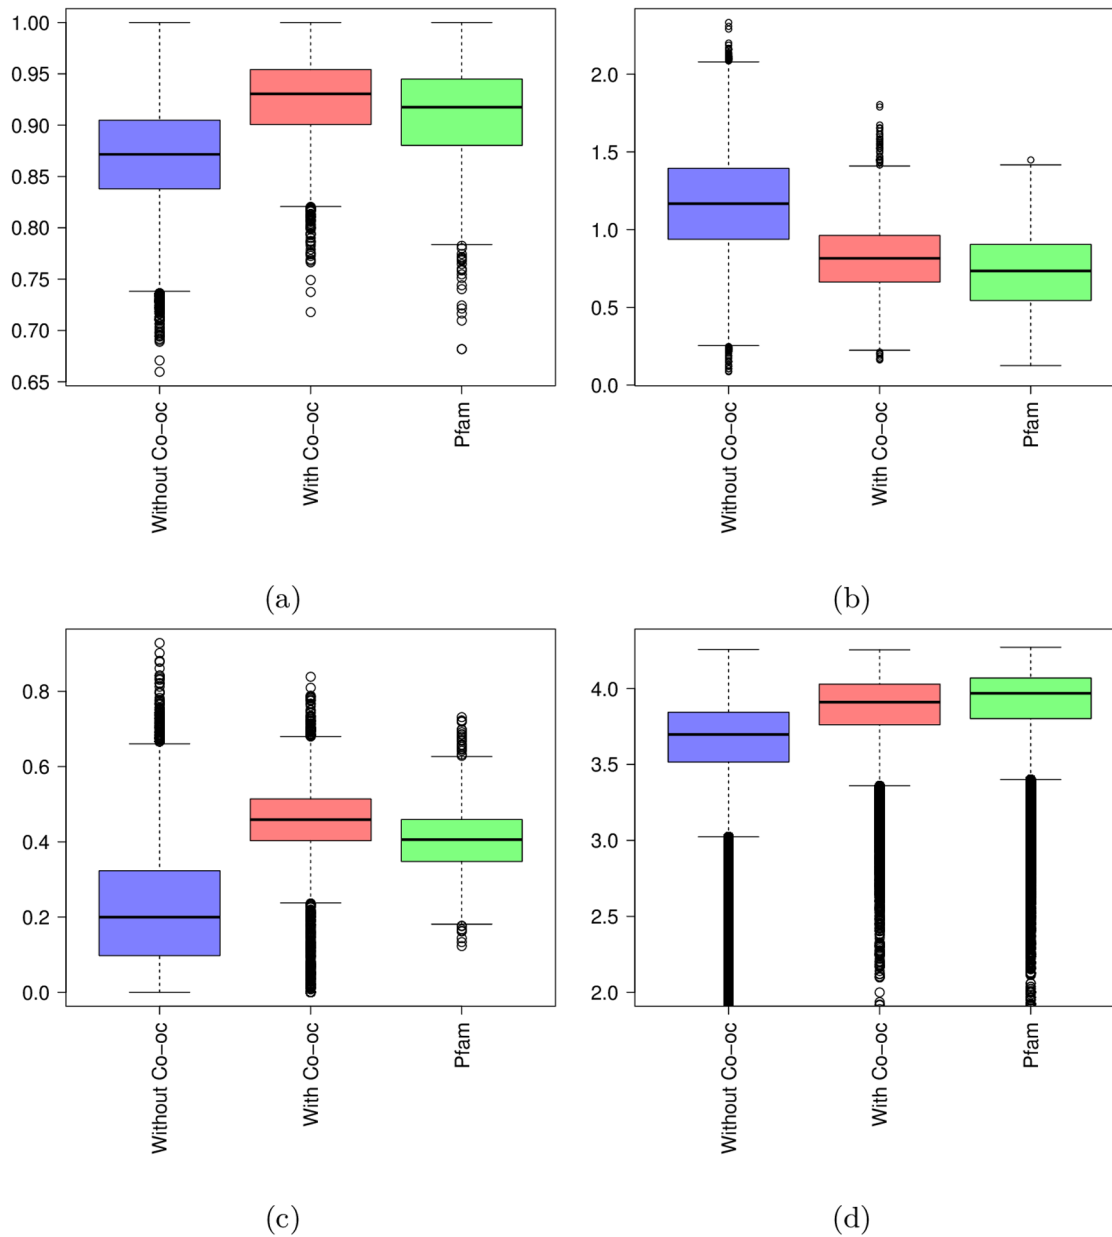 1.00
0.95
0.90
0.85
0.80
0.75
0.70
0.65
Without Co-oc
With Co-oc
Pfam
(a)
2.0
1.5
1.0
0.5
0.0
Without Co-oc
With Co-oc
Pfam
(b)
0.8
0.6
0.4
0.2
0.0
Without Co-oc
With Co-oc
Pfam
(c)
4.0
3.5
3.0
2.5
2.0
Without Co-oc
With Co-oc
Pfam
(d)